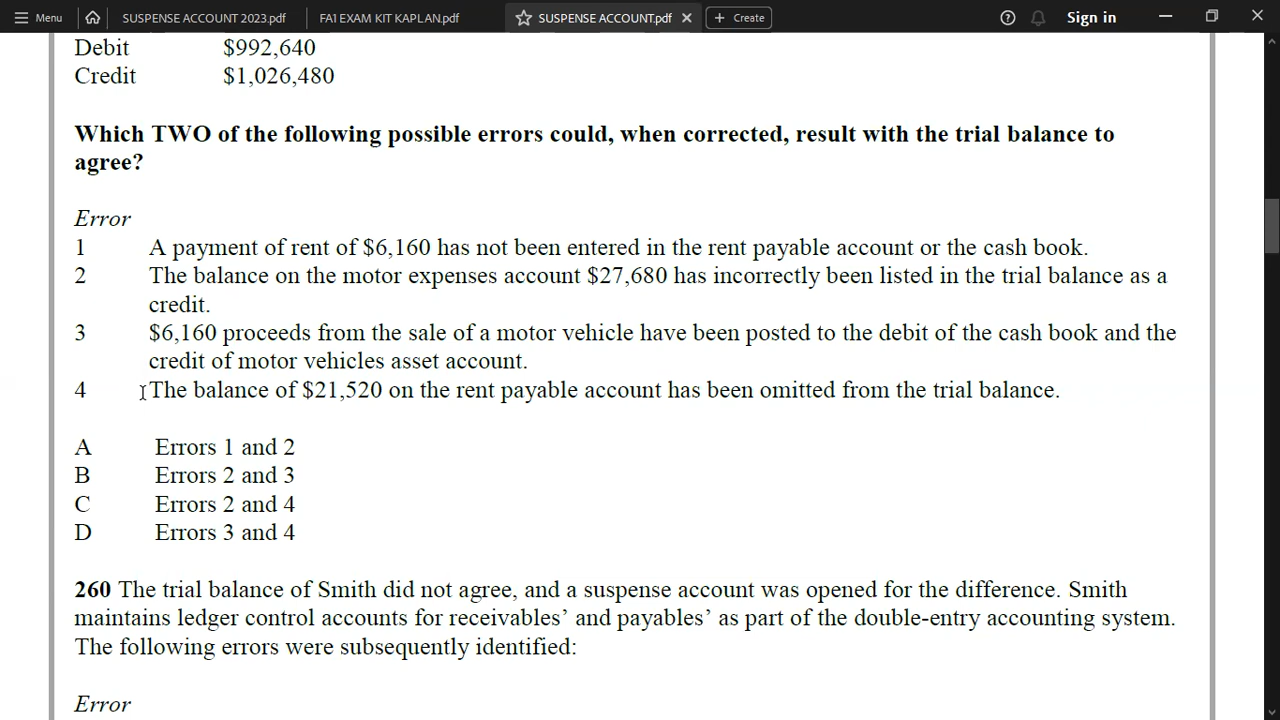 Menu SUSPENSE ACCOUNT 2023.pdf FA1 EXAM KIT KAPLAN.pdf SUSPENSE ACCOUNT.pdf Create Sign in
Debit $992,640
Credit $1,026,480
Which TWO of the following possible errors could, when corrected, result with the trial balance to
agree?
Error
1 A payment of rent of $6,160 has not been entered in the rent payable account or the cash book.
2 The balance on the motor expenses account $27,680 has incorrectly been listed in the trial balance as a
credit.
3 $6,160 proceeds from the sale of a motor vehicle have been posted to the debit of the cash book and the
credit of motor vehicles asset account.
4 The balance of $21,520 on the rent payable account has been omitted from the trial balance.
A Errors 1 and 2
B Errors 2 and 3
C Errors 2 and 4
D Errors 3 and 4
260 The trial balance of Smith did not agree, and a suspense account was opened for the difference. Smith
maintains ledger control accounts for receivables’ and payables’ as part of the double-entry accounting system.
The following errors were subsequently identified:
Error